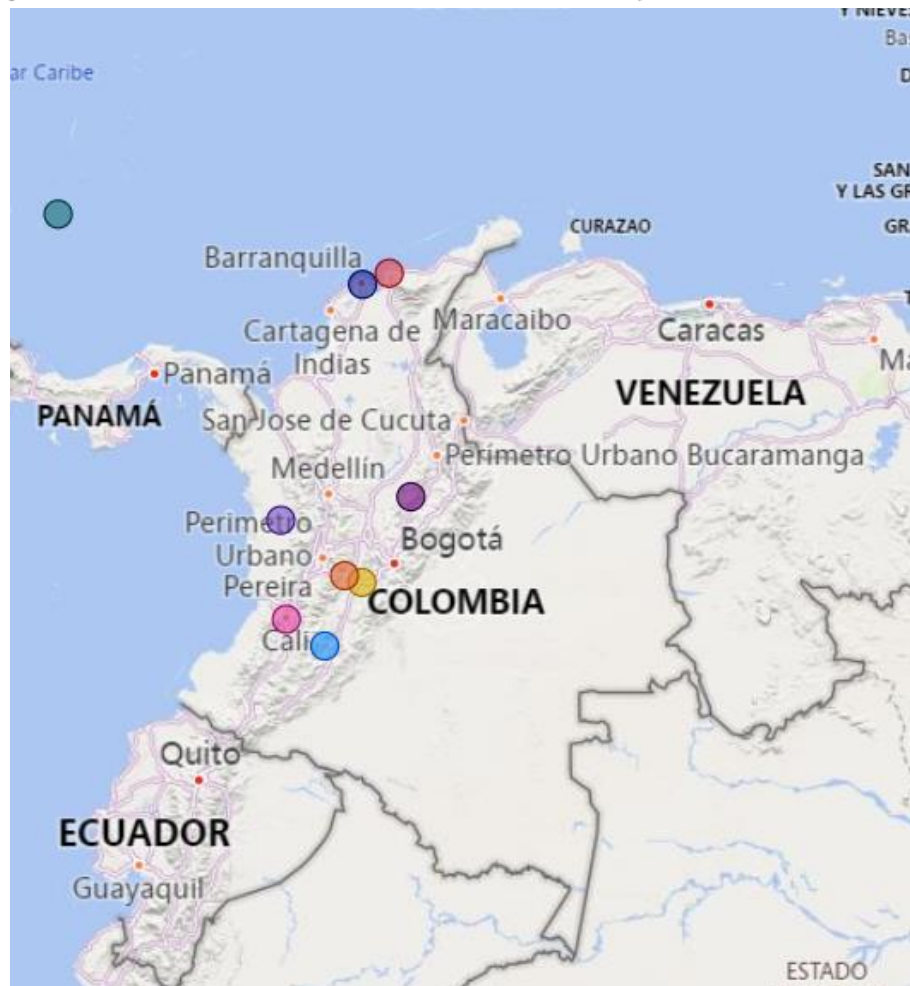 Y NIEVES
ar Caribe
Ba
D
SAN
Y LAS GR
CURAZAO
GR
Barranquilla
Cartagena de
Indias
Maracaibo
Caracas
Panamá
Ma
PANAMÁ
VENEZUELA
San Jose de Cucuta
Perímetro Urbano Bucaramanga
Medellín
Perimetro
Urbano
Pereira
Bogotá
COLOMBIA
Cali
Quito
ECUADOR
Guayaquil
ESTADO